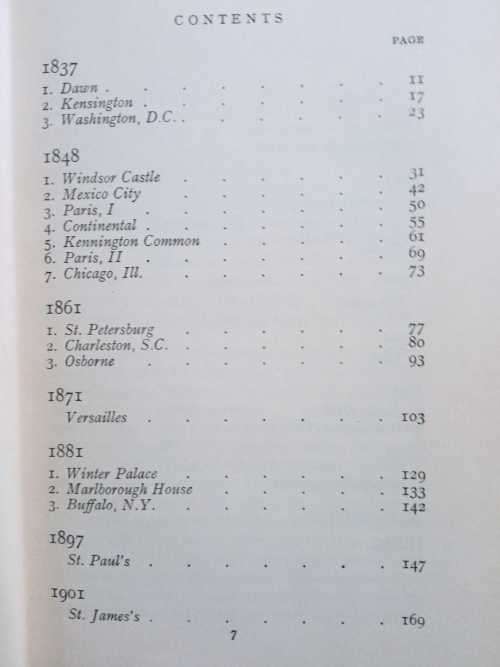 CONTENTS
PAGE
1837
1. Dawn . . . . . . . 11
2. Kensington . . . . . . 17
3. Washington, D.C. . . . . . 23
1848
1. Windsor Castle . . . . . . 31
2. Mexico City . . . . . . 42
3. Paris, I . . . . . . 50
4. Continental . . . . . . 55
5. Kennington Common . . . . . 61
6. Paris, II . . . . . . 69
7. Chicago, Ill. . . . . . . 73
1861
1. St. Petersburg . . . . . . 77
2. Charleston, S.C. . . . . . . 80
3. Osborne . . . . . . 93
1871
Versailles . . . . . . . 103
1881
1. Winter Palace . . . . . . 129
2. Marlborough House . . . . . 133
3. Buffalo, N.Y. . . . . . . 142
1897
St. Paul's . . . . . . . 147
1901
St. James's . . . . . . . 169
7